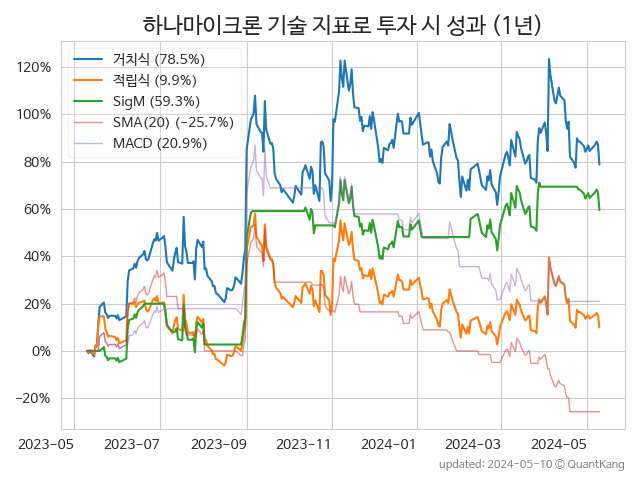 하나마이크론 기술 지표로 투자 시 성과 (1년)
거치식 (78.5%)
적립식 (9.9%)
SigM (59.3%)
SMA(20) (−25.7%)
MACD (20.9%)
120%
100%
80%
60%
40%
20%
0%
−20%
2023-05 2023-07 2023-09 2023-11 2024-01 2024-03 2024-05
updated: 2024-05-10 ⓒ QuantKang